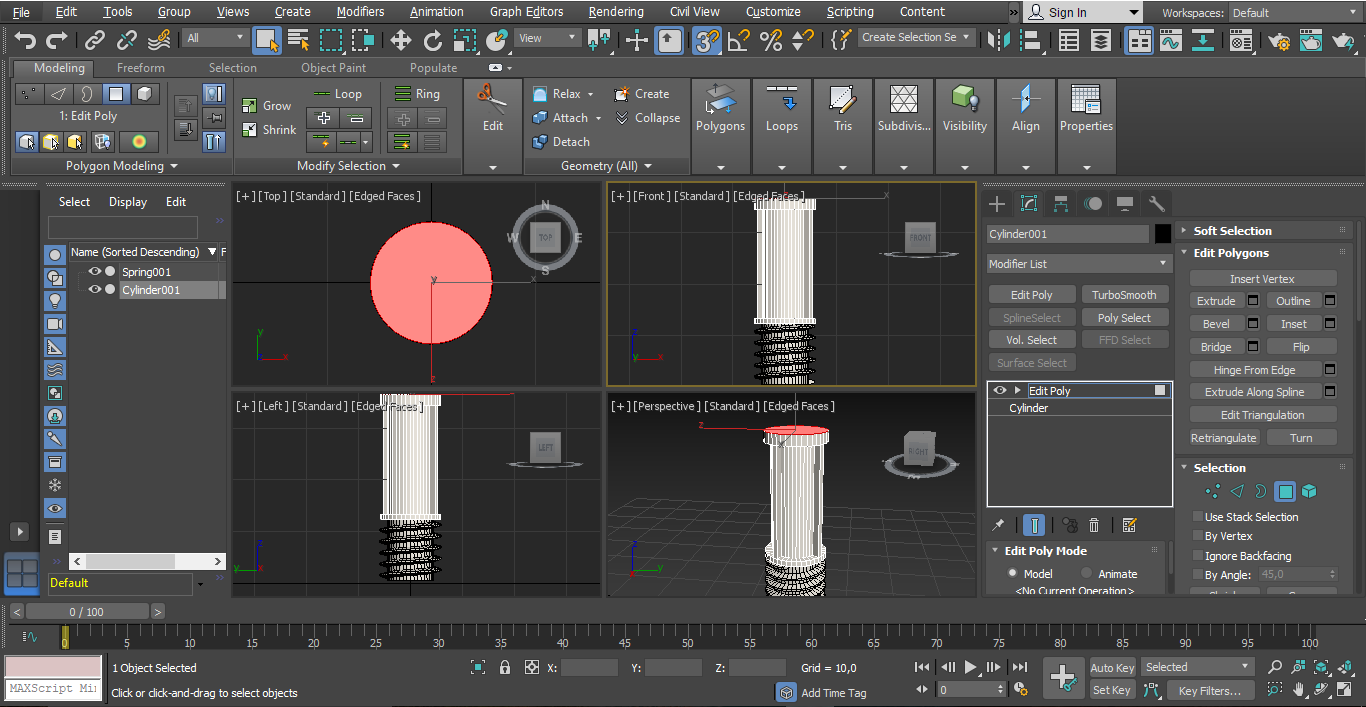 File Edit Tools Group Views Create Modifiers Animation Graph Editors Rendering Civil View Customize Scripting Content » Sign In Workspaces: Default
All View 3 Create Selection Se
Modeling Freeform Selection Object Paint Populate
1: Edit Poly
Polygon Modeling
Grow
Shrink
Loop
Ring
Modify Selection
Edit
Relax Create
Attach Collapse
Detach
Geometry (All)
Polygons Loops Tris Subdivis... Visibility Align Properties
Select Display Edit
Name (Sorted Descending) F
Spring001
Cylinder001
Default
[+] [Top] [Standard] [Edged Faces]
N
W TOP E
S
y x
y
x
z
[+] [Front] [Standard] [Edged Faces]
x
FRONT
z
y x
[+] [Left] [Standard] [Edged Faces]
LEFT
z
y
[+] [Perspective] [Standard] [Edged Faces]
z
RIGHT
z
y
x
Cylinder001
Modifier List
Edit Poly TurboSmooth
SplineSelect Poly Select
Vol. Select FFD Select
Surface Select
Edit Poly
Cylinder
Edit Poly Mode
Model Animate
<No Current Operation>
Soft Selection
Edit Polygons
Insert Vertex
Extrude Outline
Bevel Inset
Bridge Flip
Hinge From Edge
Extrude Along Spline
Edit Triangulation
Retriangulate Turn
Selection
Use Stack Selection
By Vertex
Ignore Backfacing
By Angle: 45,0
< 0 / 100 >
0 5 10 15 20 25 30 35 40 45 50 55 60 65 70 75 80 85 90 95 100
1 Object Selected
X: Y: Z: Grid = 10,0
Auto Key Selected
MAXScript Mi
Click or click-and-drag to select objects
Add Time Tag
0
Set Key Key Filters...